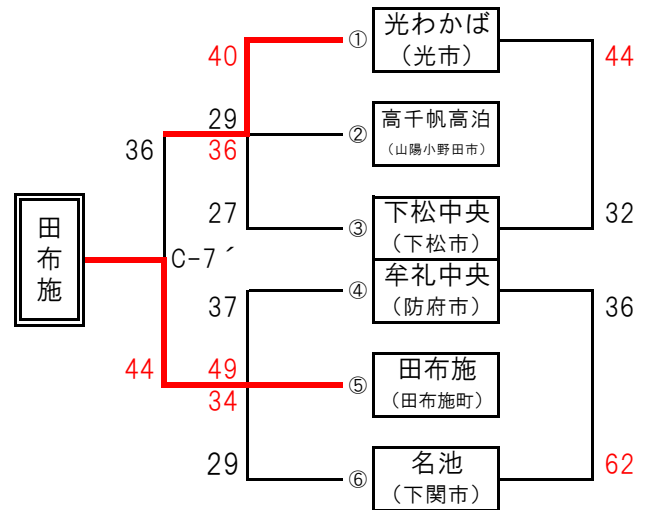 40
①
光わかば
(光市)
44
29
36
36
②
高千帆高泊
(山陽小野田市)
27
③
下松中央
(下松市)
32
田布施
C-7´
37
④
牟礼中央
(防府市)
36
44
49
34
⑤
田布施
(田布施町)
29
⑥
名池
(下関市)
62